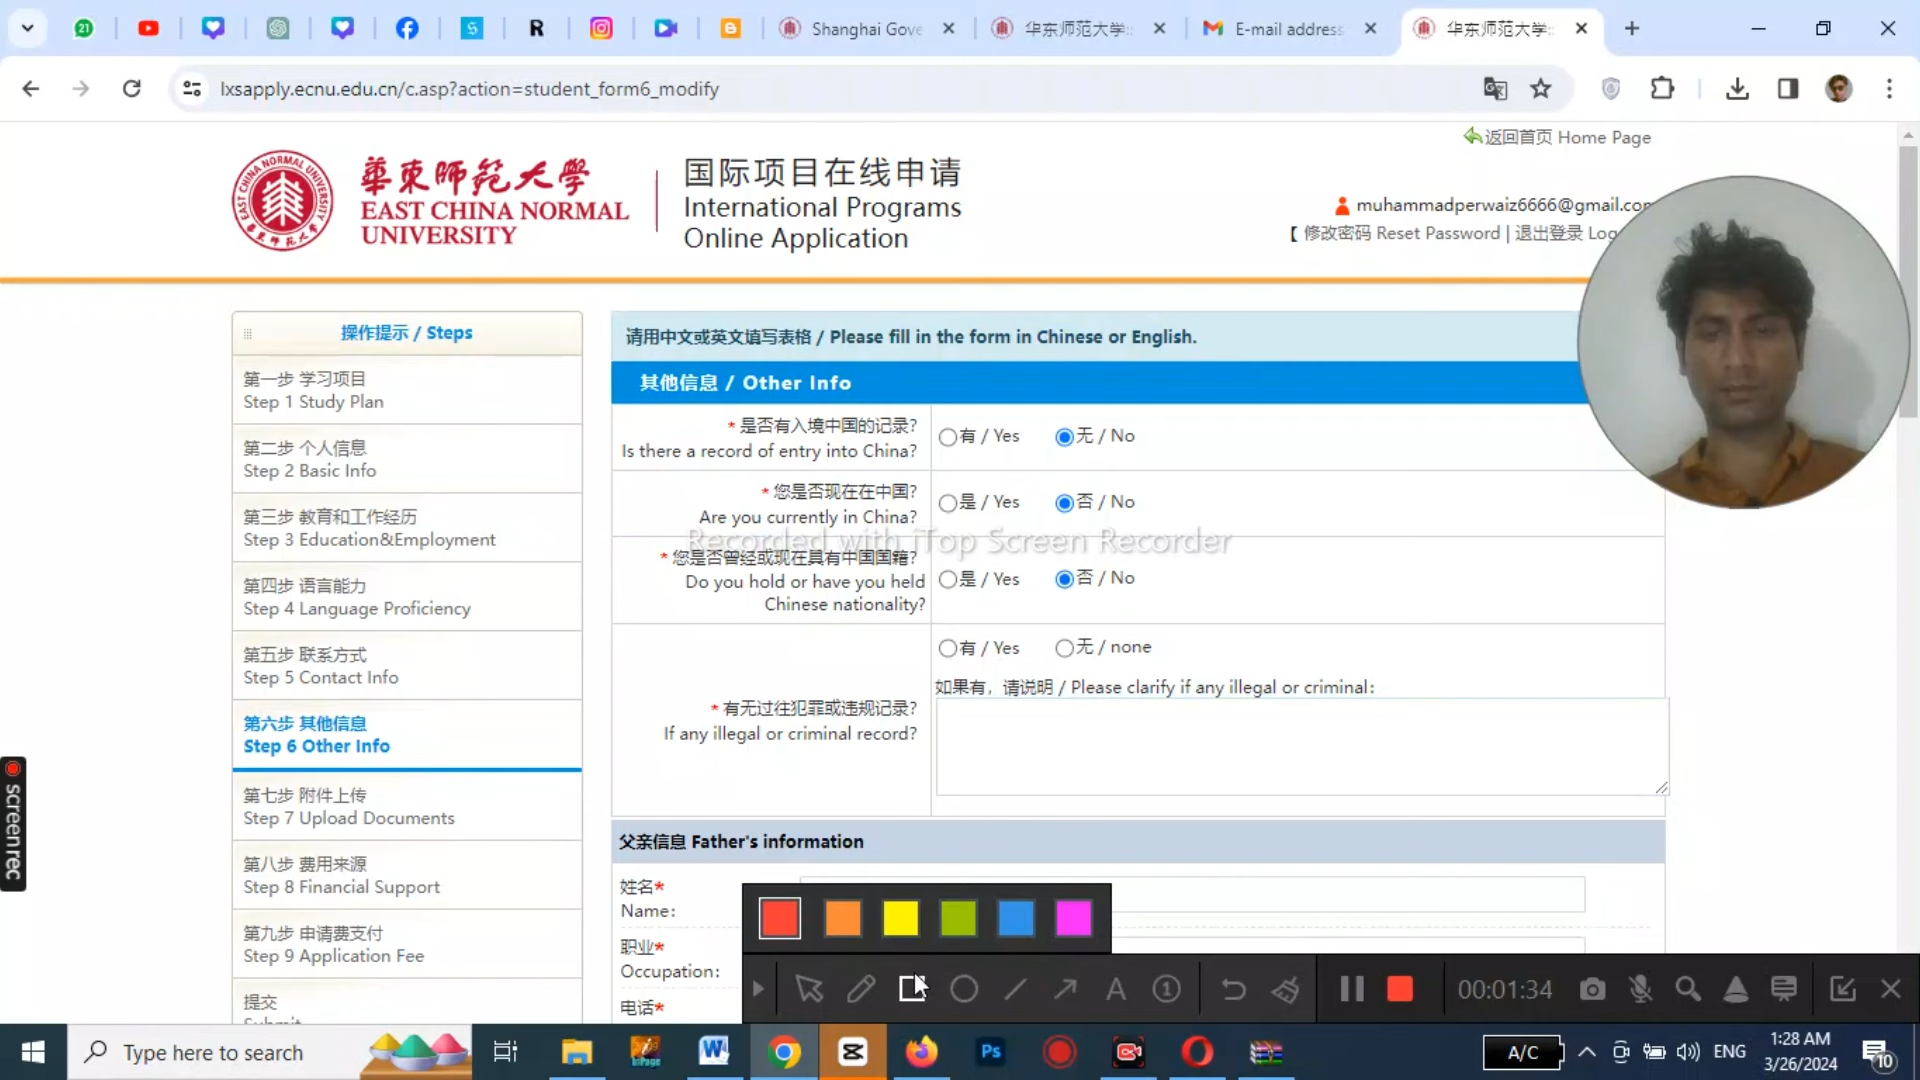 21
Shanghai Gove
华东师范大学::
E-mail address
华东师范大学::
lxsapply.ecnu.edu.cn/c.asp?action=student_form6_modify
返回首页 Home Page
EAST CHINA NORMAL UNIVERSITY
華東師範大學
EAST CHINA NORMAL
UNIVERSITY
国际项目在线申请
International Programs
Online Application
muhammadperwaiz6666@gmail.com
【 修改密码 Reset Password | 退出登录 Log
操作提示 / Steps
第一步 学习项目
Step 1 Study Plan
第二步 个人信息
Step 2 Basic Info
第三步 教育和工作经历
Step 3 Education&Employment
第四步 语言能力
Step 4 Language Proficiency
第五步 联系方式
Step 5 Contact Info
第六步 其他信息
Step 6 Other Info
第七步 附件上传
Step 7 Upload Documents
第八步 费用来源
Step 8 Financial Support
第九步 申请费支付
Step 9 Application Fee
提交
Submit
请用中文或英文填写表格 / Please fill in the form in Chinese or English.
其他信息 / Other Info
* 是否有入境中国的记录?
Is there a record of entry into China?
有 / Yes 无 / No
* 您是否现在在中国?
Are you currently in China?
是 / Yes 否 / No
Recorded with iTop Screen Recorder
* 您是否曾经或现在具有中国国籍?
Do you hold or have you held
Chinese nationality?
是 / Yes 否 / No
有 / Yes 无 / none
如果有，请说明 / Please clarify if any illegal or criminal:
* 有无过往犯罪或违规记录?
If any illegal or criminal record?
父亲信息 Father's information
姓名*
Name:
职业*
Occupation:
电话*
screenrec
00:01:34
Type here to search
A/C
ENG
1:28 AM
3/26/2024
10